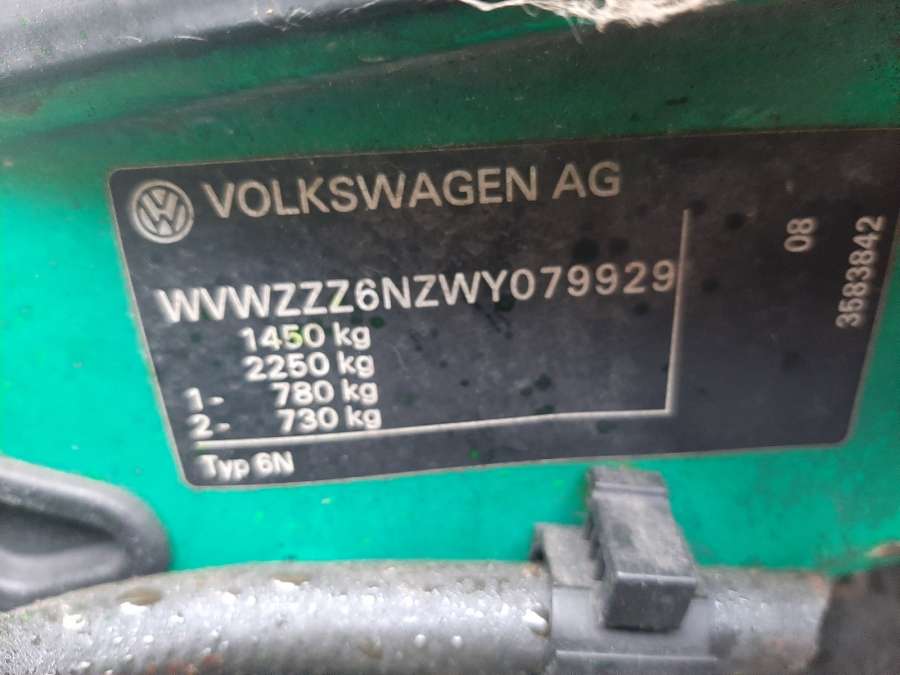 VOLKSWAGEN AG
WVWZZZ6NZWY079929
1450 kg
2250 kg
1- 780 kg
2- 730 kg
Typ 6N
08
3583842